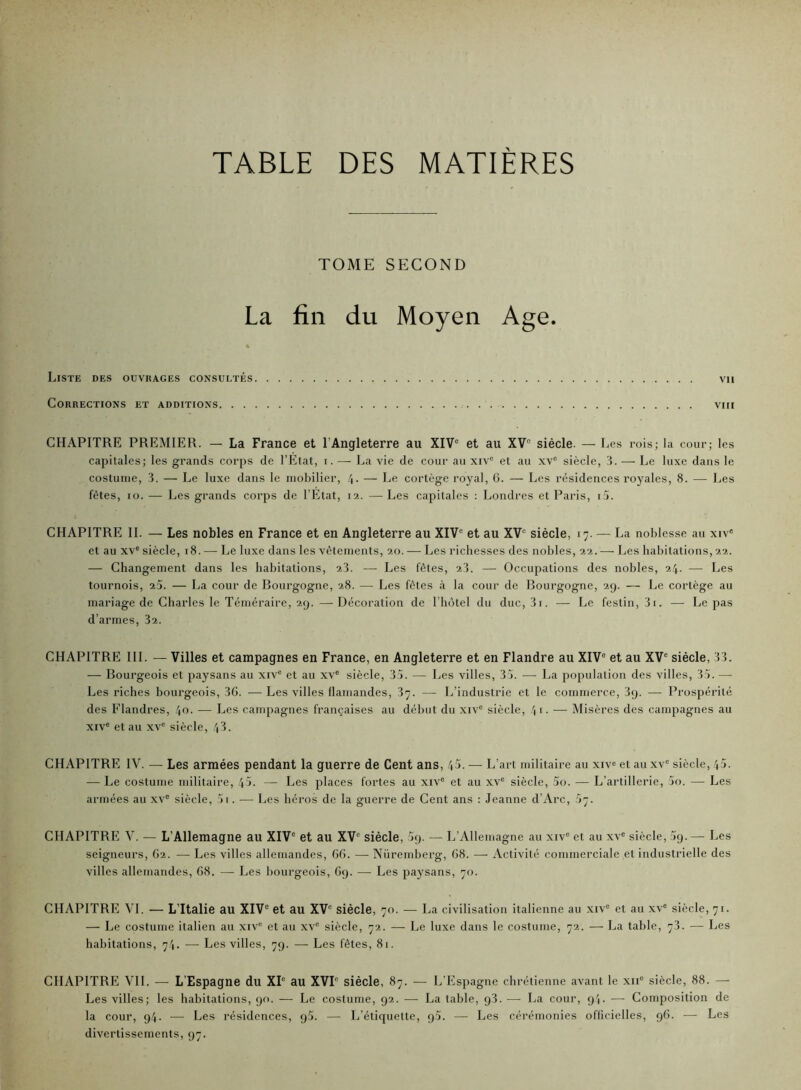 TABLE DES MATIÈRES
TOME SECOND
La fin du Moyen Age.
LISTE DES OUVRAGES CONSULTÉS. . . . . . . . . . . . . . . . . . . . . . . . . . . . . . . . . . . . . . . . VII
CORRECTIONS ET ADDITIONS. . . . . . . . . . . . . . . . . . . . . . . . . . . . . . . . . . . . . . . . . . . VIII
CHAPITRE PREMIER. — La France et l'Angleterre au XIVe et au XVe siècle. — Les rois; la cour; les
capitales; les grands corps de l'État, 1. — La vie de cour au XIVe et au XVe siècle, 3. — Le luxe dans le
costume, 3. — Le luxe dans le mobilier, 4. — Le cortège royal, 6. — Les résidences royales, 8. — Les
fêtes, 10. — Les grands corps de l'État, 12. — Les capitales : Londres et Paris, 15.
CHAPITRE II. — Les nobles en France et en Angleterre au XIVe et au XVe siècle, 17. — La noblesse au XIVe
et au XVe siècle, 18. — Le luxe dans les vêtements, 20. — Les richesses des nobles, 22. — Les habitations, 22.
— Changement dans les habitations, 23. — Les fêtes, 23. — Occupations des nobles, 24. — Les
tournois, 25. — La cour de Bourgogne, 28. — Les fêtes à la cour de Bourgogne, 29. — Le cortège au
mariage de Charles le Téméraire, 29. — Décoration de l'hôtel du duc, 31. — Le festin, 31. — Le pas
d'armes, 32.
CHAPITRE III. — Villes et campagnes en France, en Angleterre et en Flandre au XIVe et au XVe siècle, 33.
— Bourgeois et paysans au XIVe et au XVe siècle, 35. — Les villes, 35. — La population des villes, 35. —
Les riches bourgeois, 36. — Les villes flamandes, 37. — L'industrie et le commerce, 39. — Prospérité
des Flandres, 40. — Les campagnes françaises au début du XIVe siècle, 41. — Misères des campagnes au
XIVe et au XVe siècle, 43.
CHAPITRE IV. — Les armées pendant la guerre de Cent ans, 45. — L'art militaire au XIVe et au XVe siècle, 45.
— Le costume militaire, 45. — Les places fortes au XIVe et au XVe siècle, 50. — L'artillerie, 50. — Les
armées au XVe siècle, 51. — Les héros de la guerre de Cent ans : Jeanne d'Arc, 57.
CHAPITRE V. — L'Allemagne au XIVe et au XVe siècle, 59. — L'Allemagne au XIVe et au XVe siècle, 59. — Les
seigneurs, 62. — Les villes allemandes, 66. — Nüremberg, 68. — Activité commerciale et industrielle des
villes allemandes, 68. — Les bourgeois, 69. — Les paysans, 70.
CHAPITRE VI. — L'Italie au XIVe et au XVe siècle, 70. — La civilisation italienne au XIVe et au XVe siècle, 71.
— Le costume italien au XIVe et au XVe siècle, 72. — Le luxe dans le costume, 72. — La table, 73. — Les
habitations, 74. — Les villes, 79. — Les fêtes, 81.
CHAPITRE VII. — L'Espagne du XIe au XVIe siècle, 87. — L'Espagne chrétienne avant le XIIe siècle, 88. —
Les villes; les habitations, 90. — Le costume, 92. — La table, 93. — La cour, 94. — Composition de
la cour, 94. — Les résidences, 95. — L'étiquette, 95. — Les cérémonies officielles, 96. — Les
divertissements, 97.